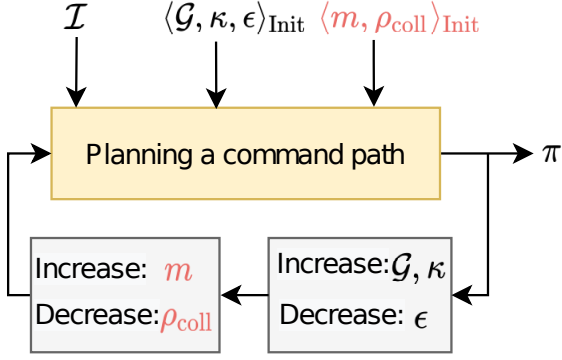 ℐ ⟨𝒢, κ, ϵ⟩Init ⟨m, ρcoll⟩Init
Planning a command path
π
Increase: m
Decrease: ρcoll
Increase: 𝒢, κ
Decrease: ϵ